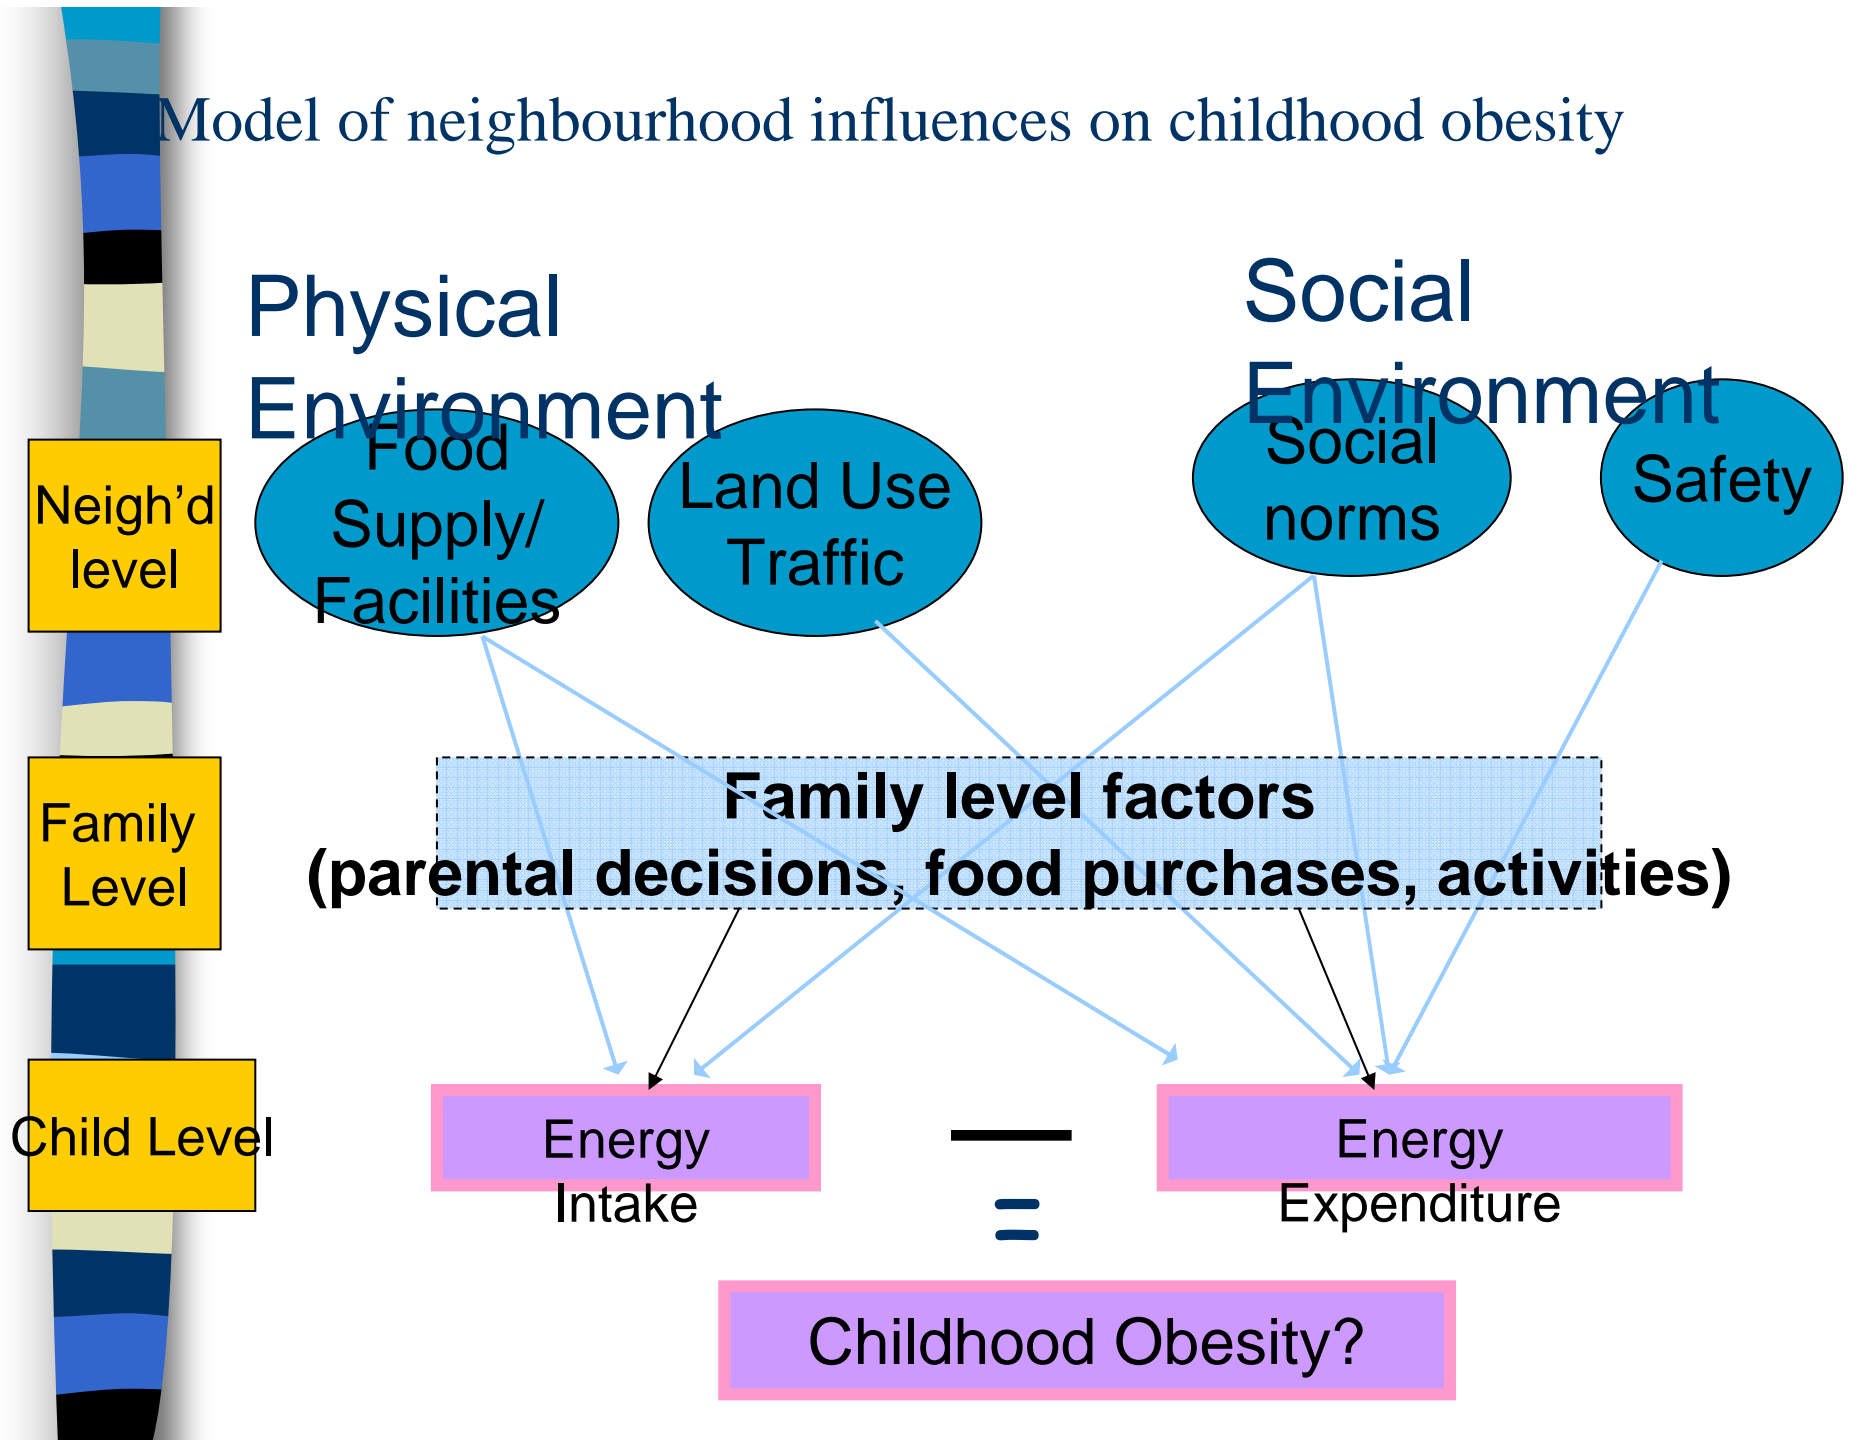 Model of neighbourhood influences on childhood obesity
Physical
Environment
Social
Environment
Neigh’d
level
Food
Supply/
Facilities
Land Use
Traffic
Social
norms
Safety
Family
Level
Family level factors
(parental decisions, food purchases, activities)
Child Level
Energy
Intake
—
Energy
Expenditure
=
Childhood Obesity?